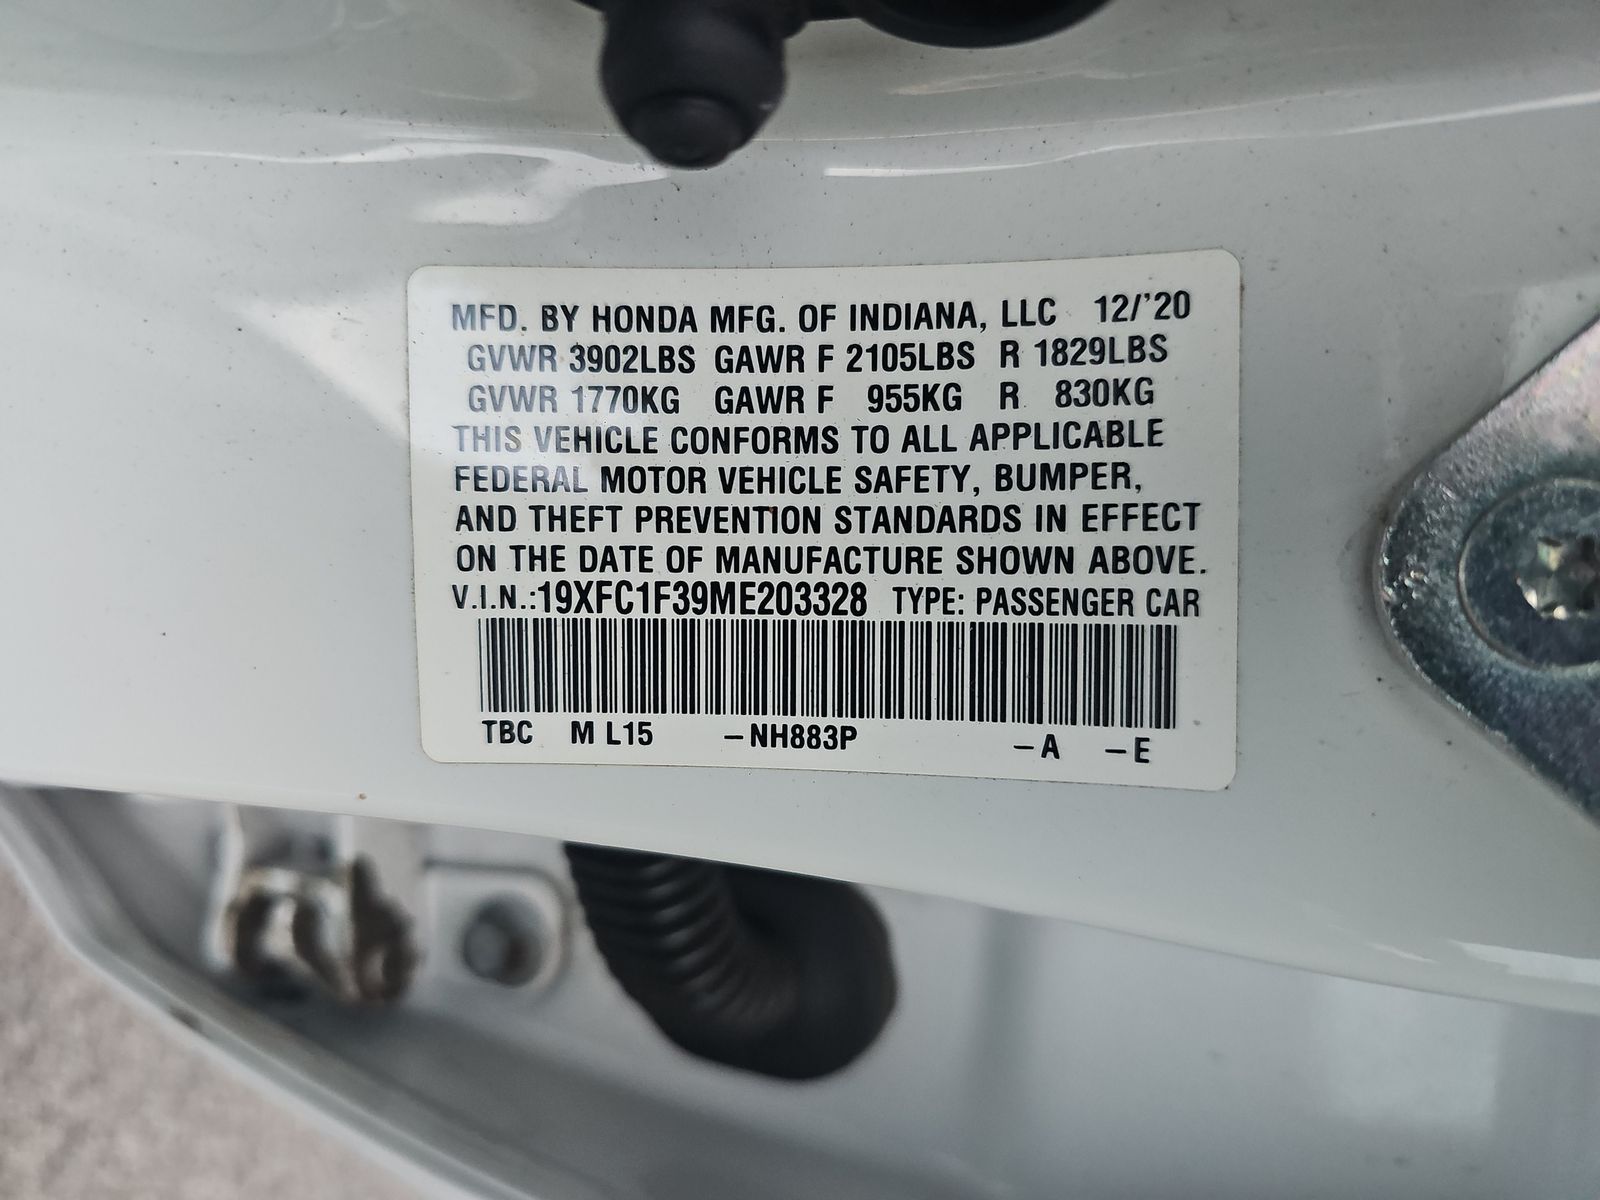 MFD. BY HONDA MFG. OF INDIANA, LLC 12/'20
GVWR 3902LBS GAWR F 2105LBS R 1829LBS
GVWR 1770KG GAWR F 955KG R 830KG
THIS VEHICLE CONFORMS TO ALL APPLICABLE
FEDERAL MOTOR VEHICLE SAFETY, BUMPER,
AND THEFT PREVENTION STANDARDS IN EFFECT
ON THE DATE OF MANUFACTURE SHOWN ABOVE.
V.I.N.:19XFC1F39ME203328 TYPE: PASSENGER CAR
TBC M L15 –NH883P –A –E